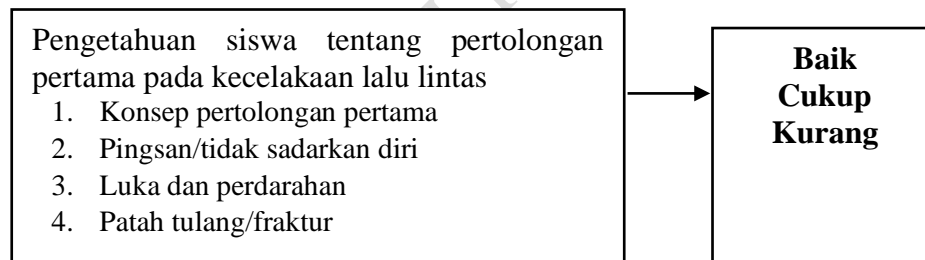 Pengetahuan siswa tentang pertolongan
pertama pada kecelakaan lalu lintas
1. Konsep pertolongan pertama
2. Pingsan/tidak sadarkan diri
3. Luka dan perdarahan
4. Patah tulang/fraktur
Baik
Cukup
Kurang